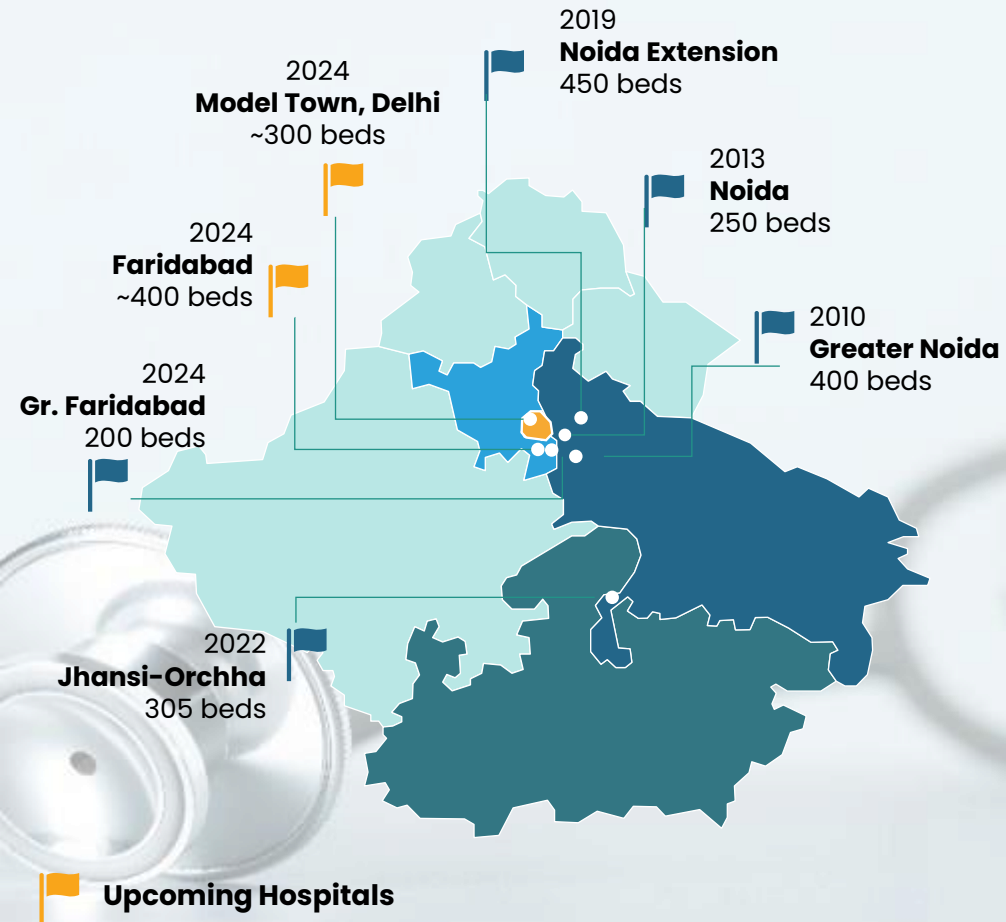 2019
Noida Extension
450 beds
2024
Model Town, Delhi
~300 beds
2013
Noida
250 beds
2024
Faridabad
~400 beds
2010
Greater Noida
400 beds
2024
Gr. Faridabad
200 beds
2022
Jhansi-Orchha
305 beds
Upcoming Hospitals